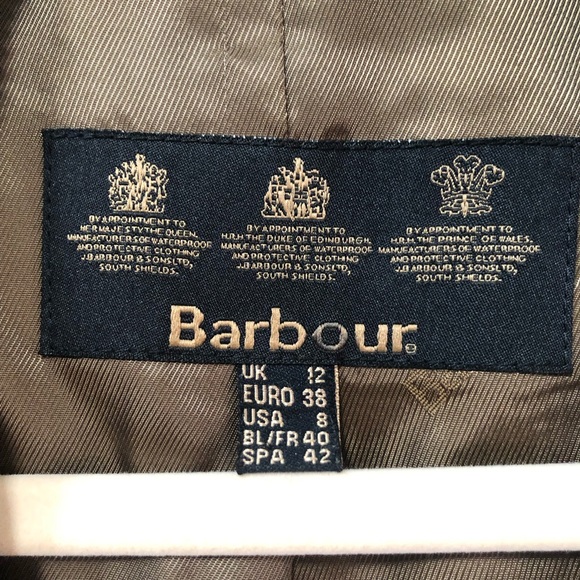 BY APPOINTMENT TO
HER MAJESTY THE QUEEN.
MANUFACTURERS OF WATERPROOF
AND PROTECTIVE CLOTHING
J.BARBOUR & SONS LTD,
SOUTH SHIELDS.
BY APPOINTMENT TO
H.R.H. THE DUKE OF EDINBURGH.
MANUFACTURERS OF WATERPROOF
AND PROTECTIVE CLOTHING
J.BARBOUR & SONS LTD,
SOUTH SHIELDS.
BY APPOINTMENT TO
H.R.H. THE PRINCE OF WALES.
MANUFACTURERS OF WATERPROOF
AND PROTECTIVE CLOTHING
J.BARBOUR & SONS LTD,
SOUTH SHIELDS.
Barbour
UK 12
EURO 38
USA 8
BL/FR 40
SPA 42